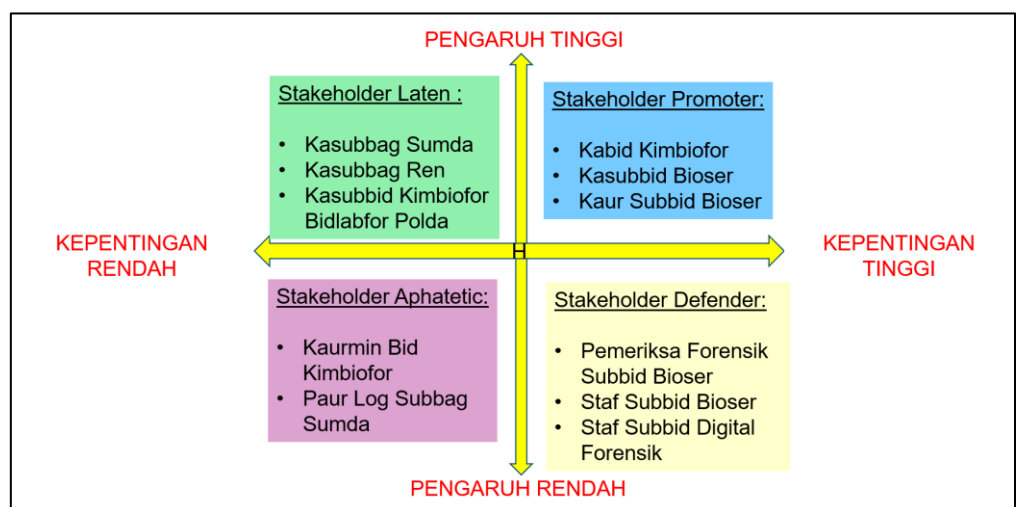 PENGARUH TINGGI
Stakeholder Laten :
• Kasubbag Sumda
• Kasubbag Ren
• Kasubbid Kimbiofor
Bidlabfor Polda
Stakeholder Promoter:
• Kabid Kimbiofor
• Kasubbid Bioser
• Kaur Subbid Bioser
KEPENTINGAN
RENDAH
H
KEPENTINGAN
TINGGI
Stakeholder Aphatetic:
• Kaurmin Bid
Kimbiofor
• Paur Log Subbag
Sumda
Stakeholder Defender:
• Pemeriksa Forensik
Subbid Bioser
• Staf Subbid Bioser
• Staf Subbid Digital
Forensik
PENGARUH RENDAH